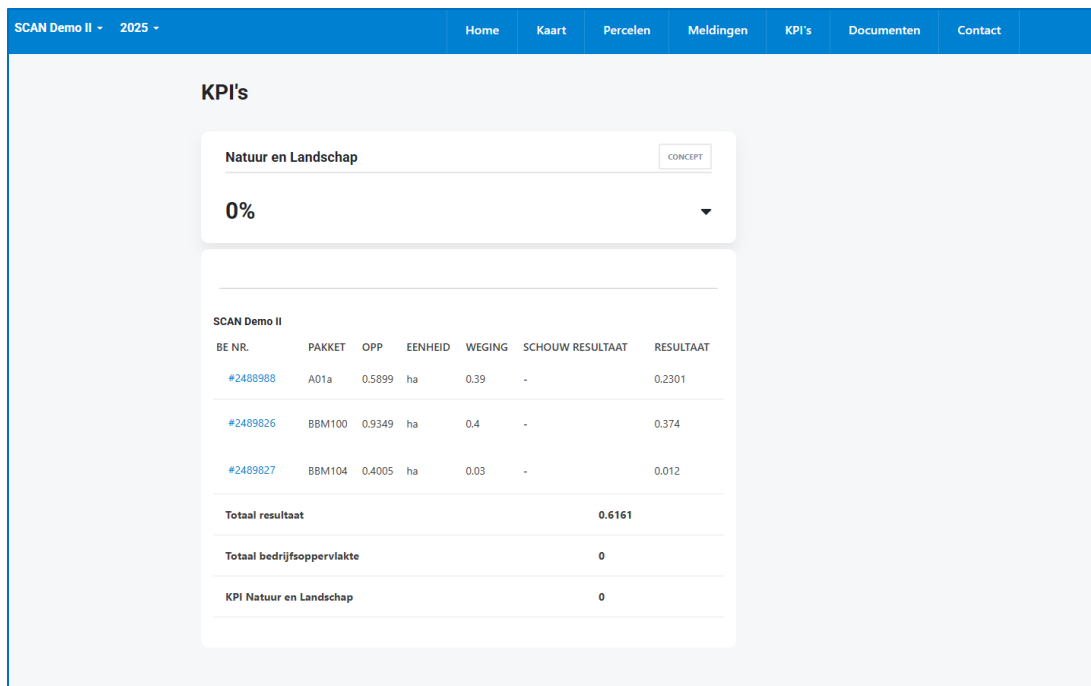 SCAN Demo II 2025 Home Kaart Percelen Meldingen KPI's Documenten Contact
KPI's
Natuur en Landschap CONCEPT
0%
SCAN Demo II
BE NR. PAKKET OPP EENHEID WEGING SCHOUW RESULTAAT RESULTAAT
#2488988 A01a 0.5899 ha 0.39 - 0.2301
#2489826 BBM100 0.9349 ha 0.4 - 0.374
#2489827 BBM104 0.4005 ha 0.03 - 0.012
Totaal resultaat 0.6161
Totaal bedrijfsoppervlakte 0
KPI Natuur en Landschap 0